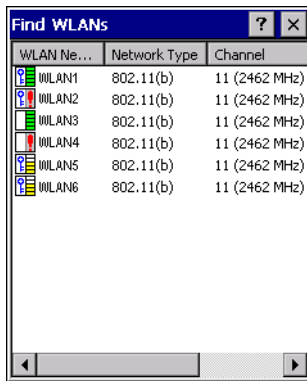 Find WLANs ? ×
WLAN Ne... Network Type Channel
WLAN1 802.11(b) 11 (2462 MHz)
WLAN2 802.11(b) 11 (2462 MHz)
WLAN3 802.11(b) 11 (2462 MHz)
WLAN4 802.11(b) 11 (2462 MHz)
WLAN5 802.11(b) 11 (2462 MHz)
WLAN6 802.11(b) 11 (2462 MHz)